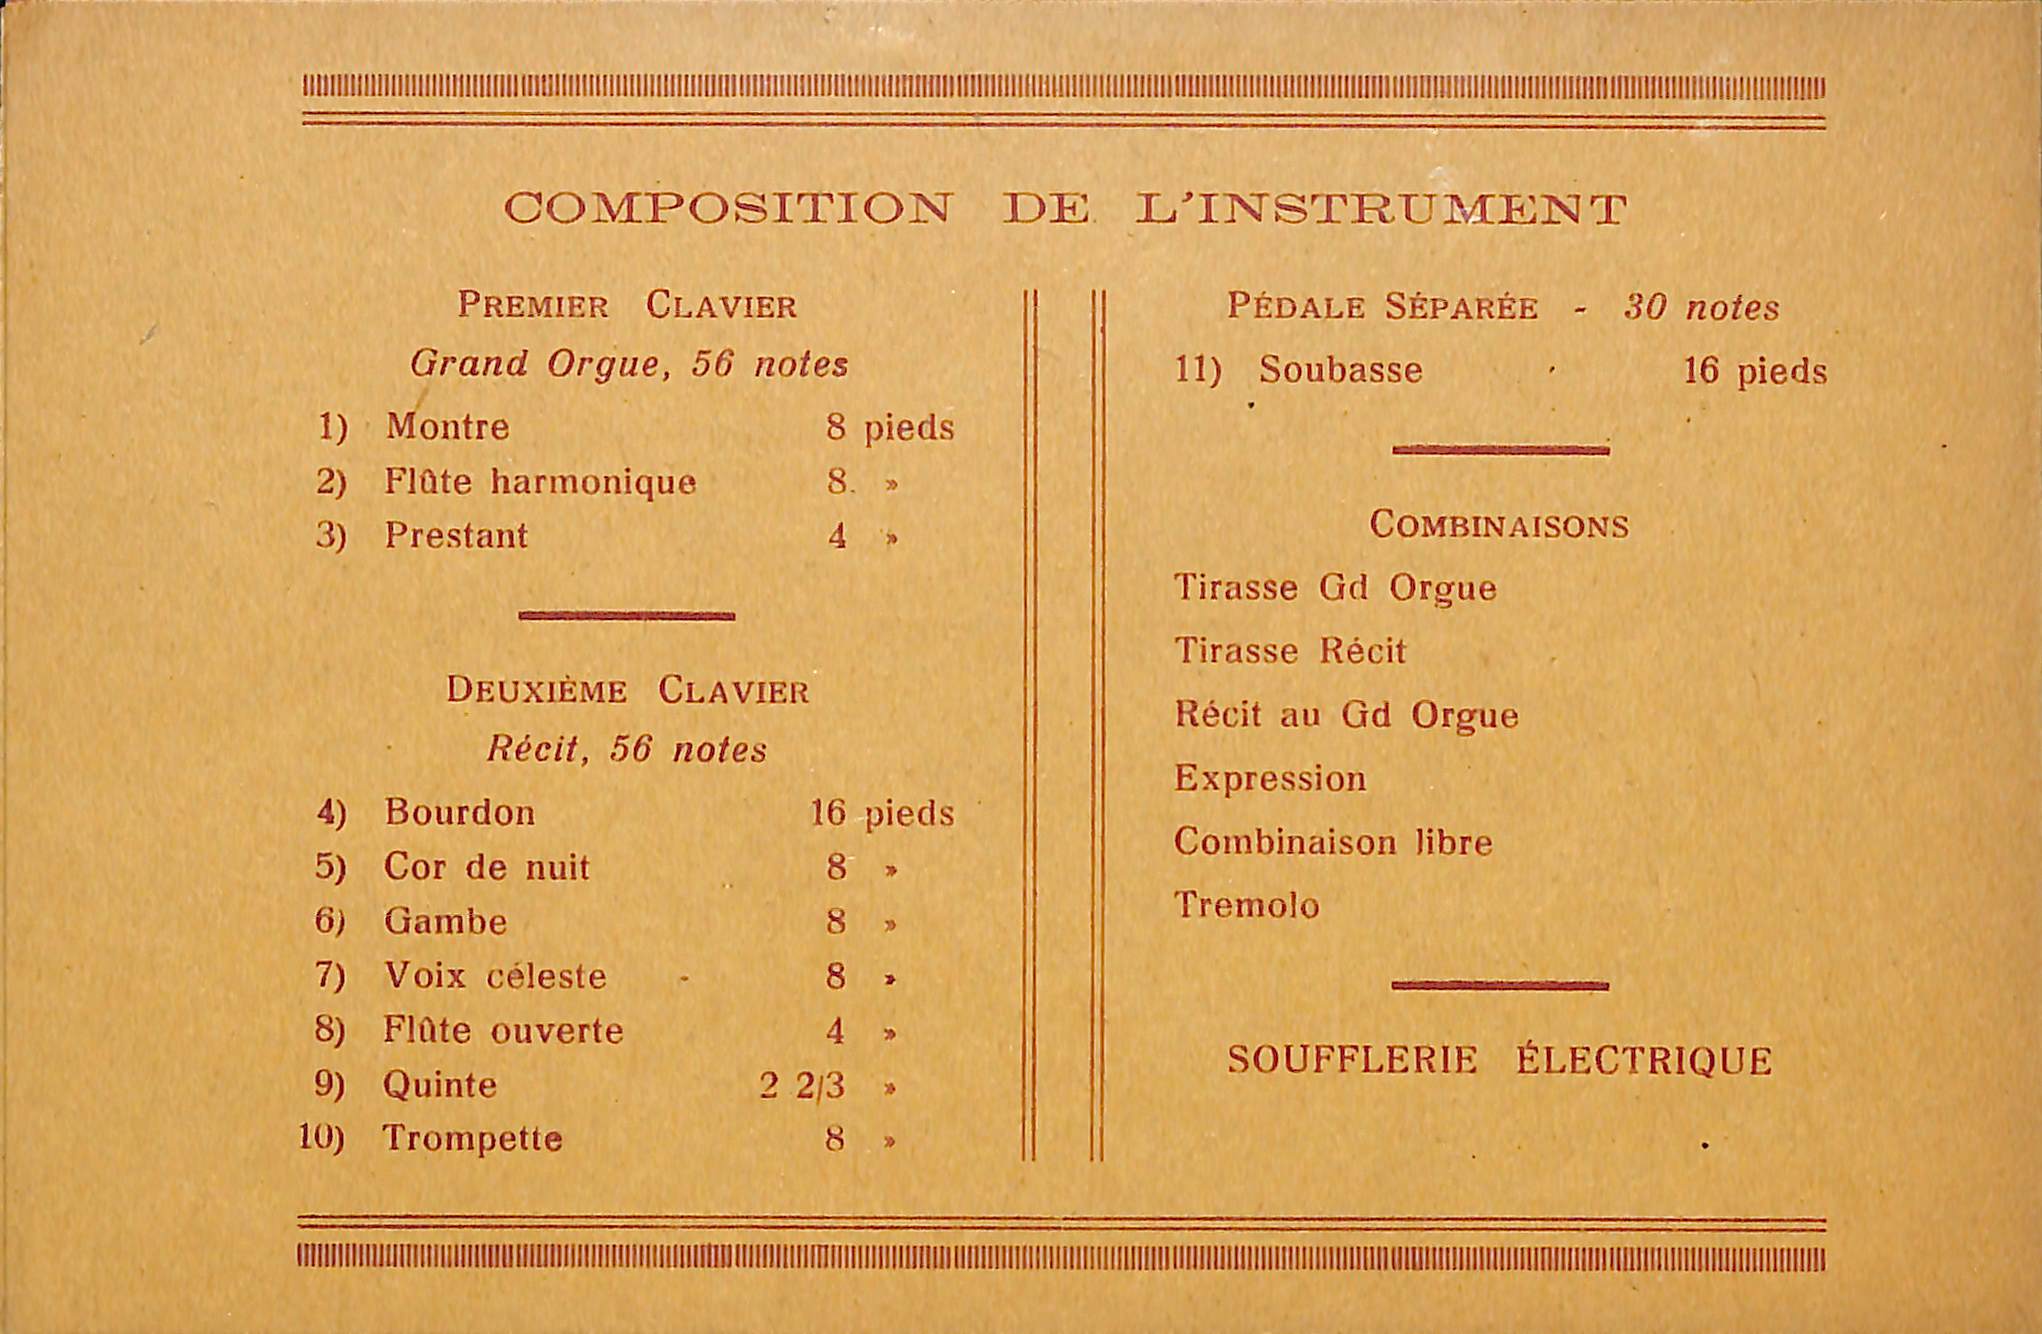 COMPOSITION DE L'INSTRUMENT
PREMIER CLAVIER
Grand Orgue, 56 notes
1) Montre 8 pieds
2) Flûte harmonique 8 »
3) Prestant 4 »
DEUXIÈME CLAVIER
Récit, 56 notes
4) Bourdon 16 pieds
5) Cor de nuit 8 »
6) Gambe 8 »
7) Voix céleste 8 »
8) Flûte ouverte 4 »
9) Quinte 2 2/3 »
10) Trompette 8 »
PÉDALE SÉPARÉE - 30 notes
11) Soubasse 16 pieds
COMBINAISONS
Tirasse Gd Orgue
Tirasse Récit
Récit au Gd Orgue
Expression
Combinaison libre
Tremolo
SOUFFLERIE ÉLECTRIQUE